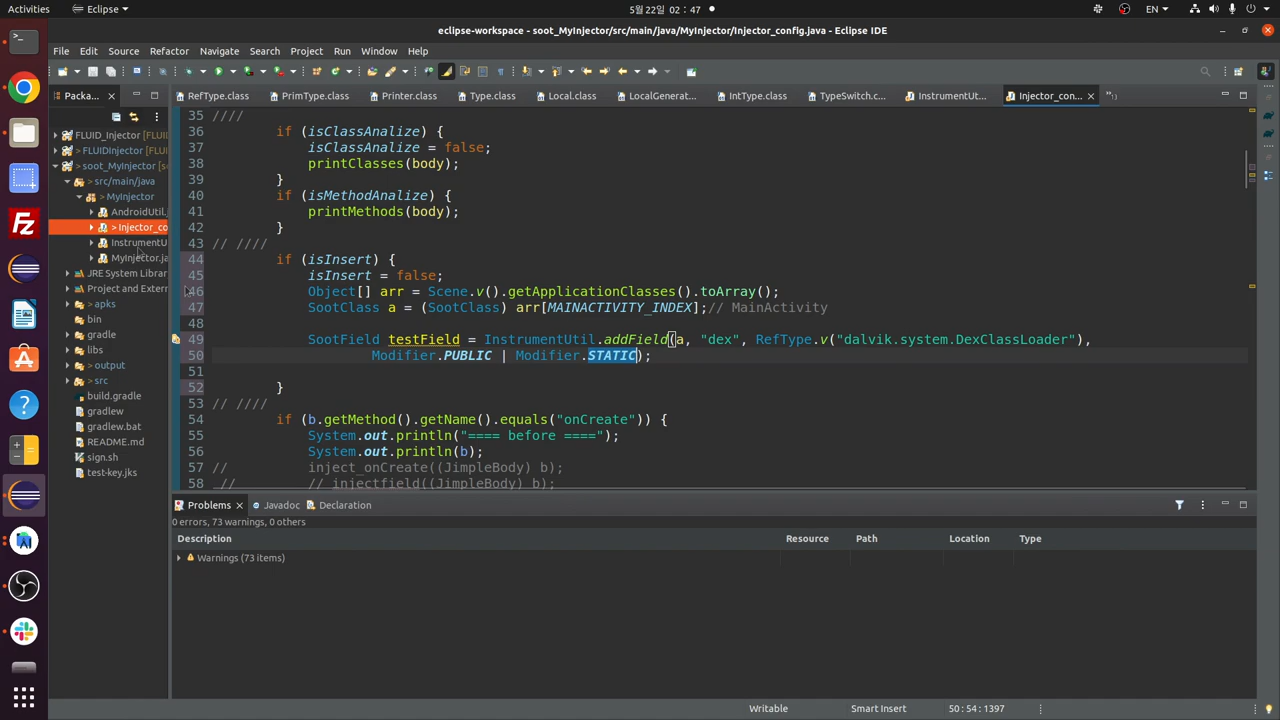 Activities
Eclipse
5월 22일 02 : 47
EN
eclipse-workspace - soot_MyInjector/src/main/java/MyInjector/Injector_config.java - Eclipse IDE
File Edit Source Refactor Navigate Search Project Run Window Help
Packa...
RefType.class
PrimType.class
Printer.class
Type.class
Local.class
LocalGenerat...
IntType.class
TypeSwitch.c...
InstrumentUt...
Injector_con...
FLUID_Injector [FLUI
FLUIDInjector [FLUID
soot_MyInjector [so
src/main/java
> MyInjector
AndroidUtil.j
> Injector_co
InstrumentU
MyInjector.ja
JRE System Librar
Project and Extern
> apks
bin
gradle
libs
> output
> src
build.gradle
gradlew
gradlew.bat
README.md
sign.sh
test-key.jks
35 ////
36 if (isClassAnalize) {
37 isClassAnalize = false;
38 printClasses(body);
39 }
40 if (isMethodAnalize) {
41 printMethods(body);
42 }
43 // ////
44 if (isInsert) {
45 isInsert = false;
46 Object[] arr = Scene.v().getApplicationClasses().toArray();
47 SootClass a = (SootClass) arr[MAINACTIVITY_INDEX];// MainActivity
48
49 SootField testField = InstrumentUtil.addField(a, "dex", RefType.v("dalvik.system.DexClassLoader"),
50 Modifier.PUBLIC | Modifier.STATIC);
51
52 }
53 // ////
54 if (b.getMethod().getName().equals("onCreate")) {
55 System.out.println("==== before ====");
56 System.out.println(b);
57 // inject_onCreate((JimpleBody) b);
58 // // injectfield((JimpleBody) b);
Problems
Javadoc
Declaration
0 errors, 73 warnings, 0 others
Description Resource Path Location Type
Warnings (73 items)
Writable Smart Insert 50 : 54 : 1397